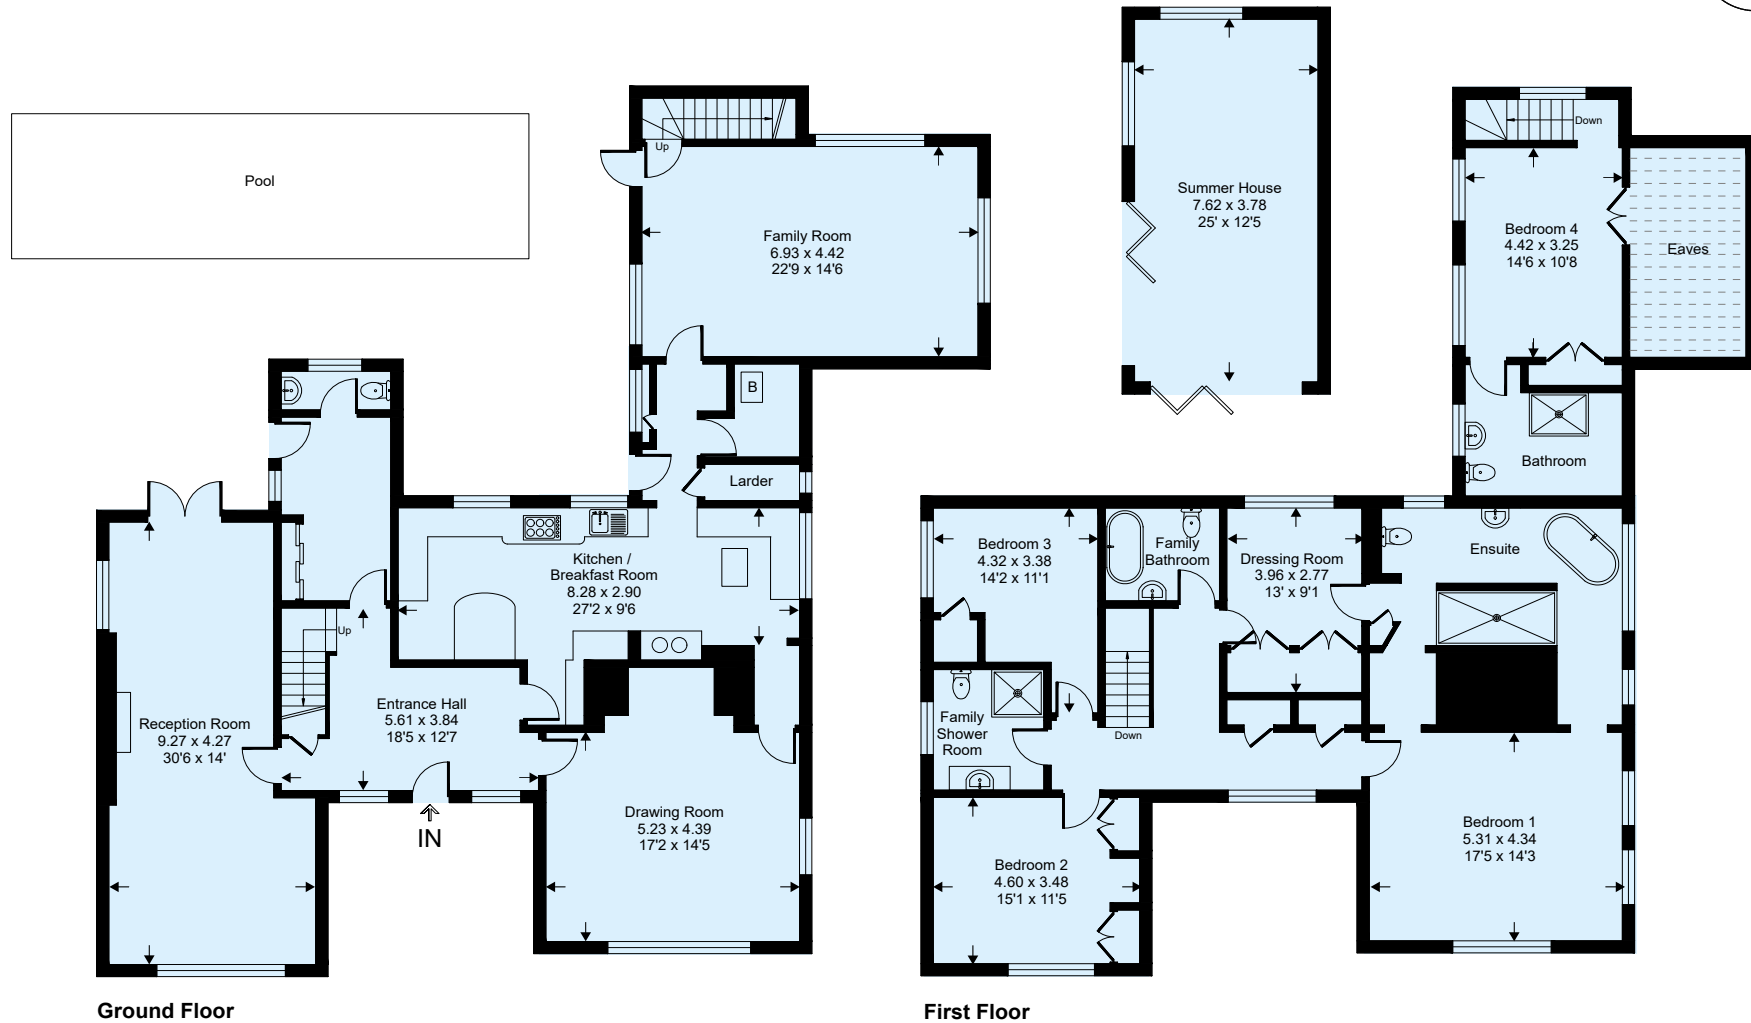 Pool
Up
Family Room
6.93 x 4.42
22'9 x 14'6
Summer House
7.62 x 3.78
25' x 12'5
Down
Bedroom 4
4.42 x 3.25
14'6 x 10'8
Eaves
B
Larder
Bathroom
Kitchen /
Breakfast Room
8.28 x 2.90
27'2 x 9'6
Up
Entrance Hall
5.61 x 3.84
18'5 x 12'7
Reception Room
9.27 x 4.27
30'6 x 14'
IN
Drawing Room
5.23 x 4.39
17'2 x 14'5
Bedroom 3
4.32 x 3.38
14'2 x 11'1
Family
Bathroom
Dressing Room
3.96 x 2.77
13' x 9'1
Ensuite
Family
Shower
Room
Down
Bedroom 2
4.60 x 3.48
15'1 x 11'5
Bedroom 1
5.31 x 4.34
17'5 x 14'3
Ground Floor
First Floor